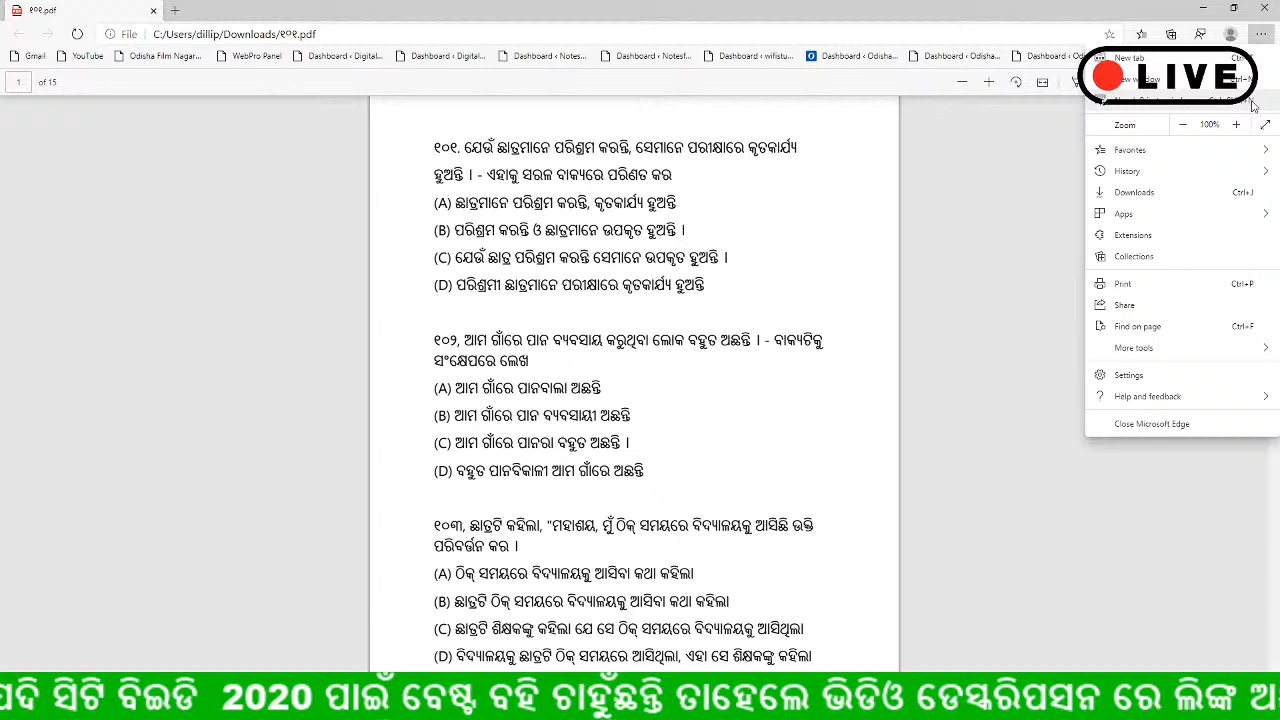 ୧୦୧.pdf
File C:/Users/dillip/Downloads/୧୦୧.pdf
Gmail YouTube Odisha Film Nagar... WebPro Panel Dashboard ‹ Digital... Dashboard ‹ Digital... Dashboard ‹ Notes... Dashboard ‹ Notesf... Dashboard ‹ wifistu... Dashboard ‹ Odisha... Dashboard ‹ Odisha...
1 of 15
LIVE
New tab
Zoom 100%
Favorites
History
Downloads Ctrl+J
Apps
Extensions
Collections
Print Ctrl+P
Share
Find on page Ctrl+F
More tools
Settings
Help and feedback
Close Microsoft Edge
୧୦୧. ଯେଉଁ ଛାତ୍ରମାନେ ପରିଶ୍ରମ କରନ୍ତି, ସେମାନେ ପରୀକ୍ଷାରେ କୃତକାର୍ଯ୍ୟ
ହୁଅନ୍ତି । - ଏହାକୁ ସରଳ ବାକ୍ୟରେ ପରିଣତ କର
(A) ଛାତ୍ରମାନେ ପରିଶ୍ରମ କରନ୍ତି, କୃତକାର୍ଯ୍ୟ ହୁଅନ୍ତି
(B) ପରିଶ୍ରମ କରନ୍ତି ଓ ଛାତ୍ରମାନେ ଉପକୃତ ହୁଅନ୍ତି ।
(C) ଯେଉଁ ଛାତ୍ର ପରିଶ୍ରମ କରନ୍ତି ସେମାନେ ଉପକୃତ ହୁଅନ୍ତି ।
(D) ପରିଶ୍ରମୀ ଛାତ୍ରମାନେ ପରୀକ୍ଷାରେ କୃତକାର୍ଯ୍ୟ ହୁଅନ୍ତି
୧୦୨, ଆମ ଗାଁରେ ପାନ ବ୍ୟବସାୟ କରୁଥିବା ଲୋକ ବହୁତ ଅଛନ୍ତି । - ବାକ୍ୟଟିକୁ
ସଂକ୍ଷେପରେ ଲେଖ
(A) ଆମ ଗାଁରେ ପାନବାଲା ଅଛନ୍ତି
(B) ଆମ ଗାଁରେ ପାନ ବ୍ୟବସାୟୀ ଅଛନ୍ତି
(C) ଆମ ଗାଁରେ ପାନରା ବହୁତ ଅଛନ୍ତି ।
(D) ବହୁତ ପାନବିକାଳୀ ଆମ ଗାଁରେ ଅଛନ୍ତି
୧୦୩, ଛାତ୍ରଟି କହିଲା, "ମହାଶୟ, ମୁଁ ଠିକ୍ ସମୟରେ ବିଦ୍ୟାଳୟକୁ ଆସିଛି ଉକ୍ତି
ପରିବର୍ତ୍ତନ କର ।
(A) ଠିକ୍ ସମୟରେ ବିଦ୍ୟାଳୟକୁ ଆସିବା କଥା କହିଲା
(B) ଛାତ୍ରଟି ଠିକ୍ ସମୟରେ ବିଦ୍ୟାଳୟକୁ ଆସିବା କଥା କହିଲା
(C) ଛାତ୍ରଟି ଶିକ୍ଷକଙ୍କୁ କହିଲା ଯେ ସେ ଠିକ୍ ସମୟରେ ବିଦ୍ୟାଳୟକୁ ଆସିଥିଲା
(D) ବିଦ୍ୟାଳୟକୁ ଛାତ୍ରଟି ଠିକ୍ ସମୟରେ ଆସିଥିଲା, ଏହା ସେ ଶିକ୍ଷକଙ୍କୁ କହିଲା
ଯଦି ସିଟି ବିଇଡି 2020 ପାଇଁ ବେଷ୍ଟ ବହି ଚାହୁଁଛନ୍ତି ତାହେଲେ ଭିଡିଓ ଡେସ୍କରିପସନ ରେ ଲିଙ୍କ